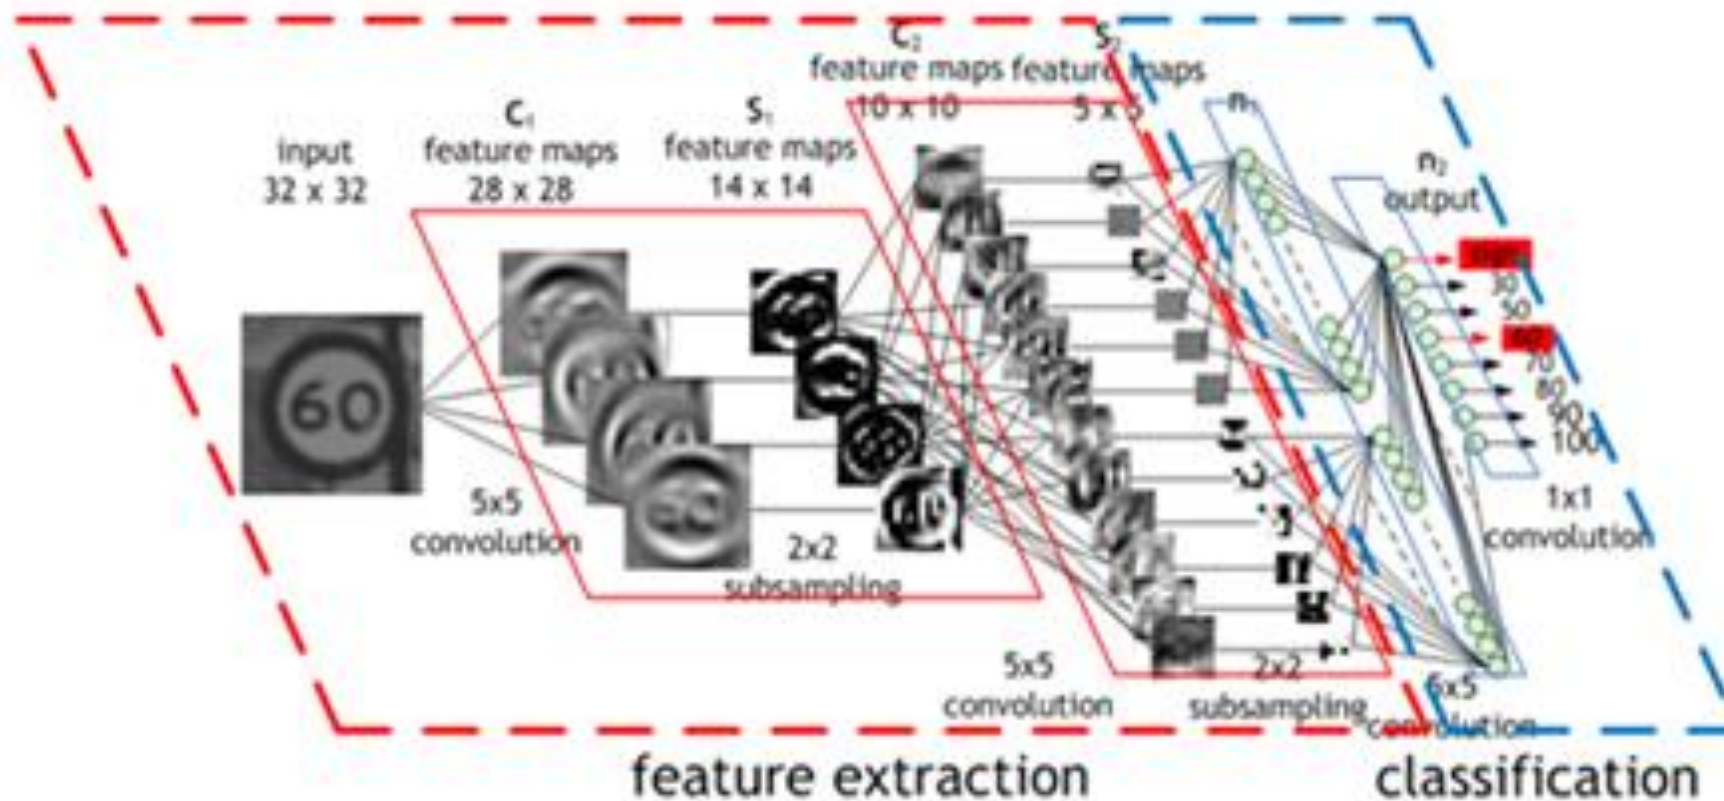 input
32 x 32
C₁
feature maps
28 x 28
S₁
feature maps
14 x 14
C₂
feature maps
10 x 10
S₂
feature maps
5 x 5
n₁
n₂
output
60
30
50
70
80
90
100
5x5
convolution
2x2
subsampling
5x5
convolution
2x2
subsampling
5x5
convolution
1x1
convolution
feature extraction
classification